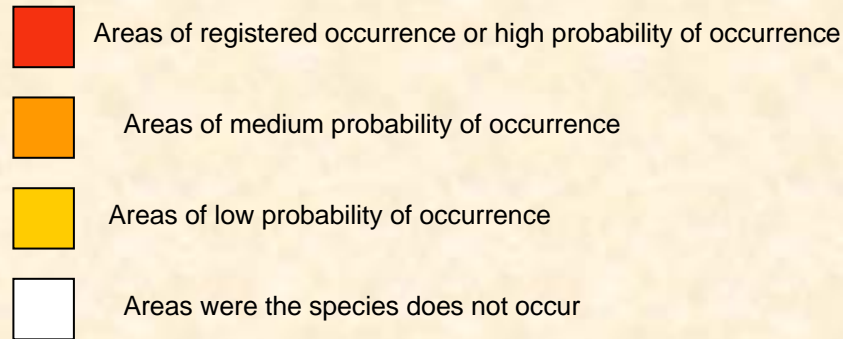 Areas of registered occurrence or high probability of occurrence
Areas of medium probability of occurrence
Areas of low probability of occurrence
Areas were the species does not occur